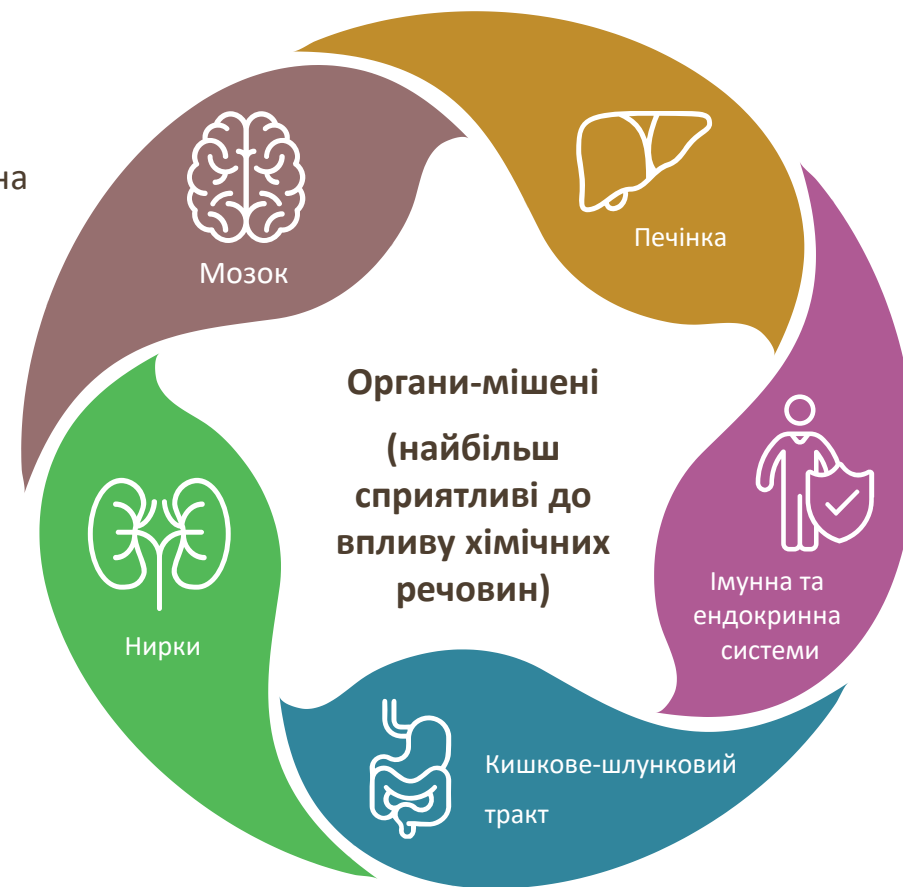 на
Мозок
Печінка
Органи-мішені
(найбільш
сприятливі до
впливу хімічних
речовин)
Імунна та
ендокринна
системи
Нирки
Кишкове-шлунковий
тракт